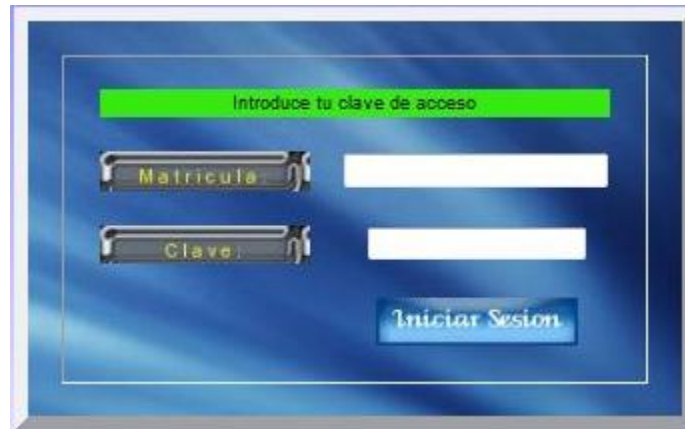 Introduce tu clave de acceso
Matricula:
Clave:
Iniciar Sesion